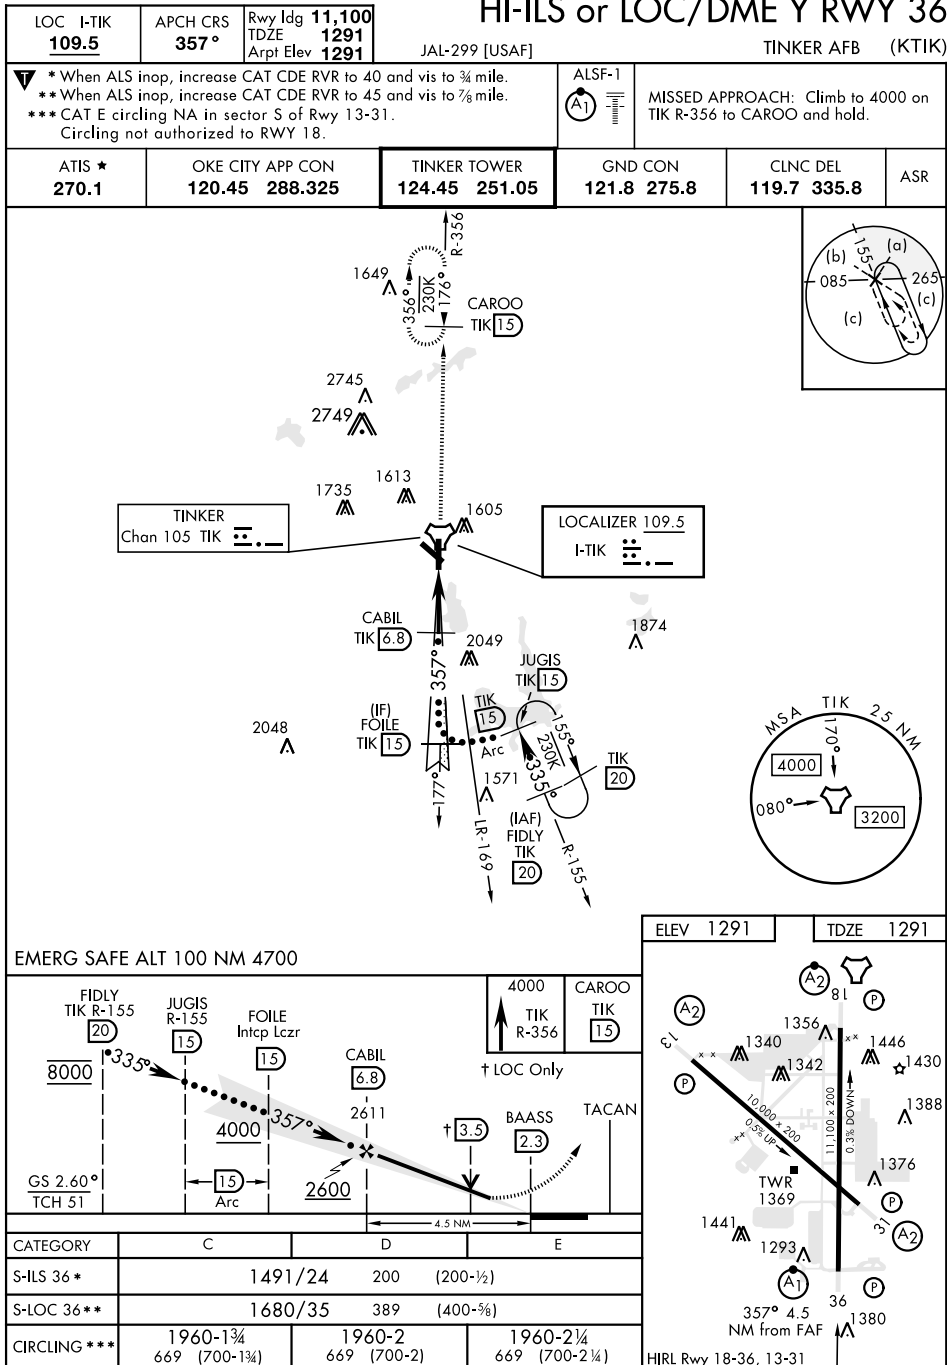 HI-ILS or LOC/DME Y RWY 36
LOC I-TIK
109.5
APCH CRS
357°
Rwy ldg 11,100
TDZE 1291
Arpt Elev 1291
JAL-299 [USAF]
TINKER AFB (KTIK)
T
* When ALS inop, increase CAT CDE RVR to 40 and vis to ¾ mile.
** When ALS inop, increase CAT CDE RVR to 45 and vis to ⅞ mile.
*** CAT E circling NA in sector S of Rwy 13-31.
Circling not authorized to RWY 18.
ALSF-1
A1
MISSED APPROACH: Climb to 4000 on
TIK R-356 to CAROO and hold.
ATIS ★
270.1
OKE CITY APP CON
120.45 288.325
TINKER TOWER
124.45 251.05
GND CON
121.8 275.8
CLNC DEL
119.7 335.8
ASR
R-356
1649
356°
230K
176°
CAROO
TIK 15
155
(a)
(b)
085
265
(c)
(c)
2745
2749
1735
1613
1605
TINKER
Chan 105 TIK
LOCALIZER 109.5
I-TIK
CABIL
TIK 6.8
357°
2049
1874
JUGIS
TIK 15
(IF)
FOILE
TIK 15
TIK
15
Arc
155°
230K
335°
TIK
20
2048
177°
1571
LR-169
(IAF)
FIDLY
TIK
20
R-155
MSA TIK 25 NM
170°
4000
080°
3200
EMERG SAFE ALT 100 NM 4700
FIDLY
TIK R-155
20
JUGIS
R-155
15
FOILE
Intcp Lczr
15
CABIL
6.8
2611
4000
TIK
R-356
CAROO
TIK
15
† LOC Only
8000
335°
357°
4000
2600
† 3.5
BAASS
2.3
TACAN
GS 2.60°
TCH 51
15
Arc
4.5 NM
CATEGORY C D E
S-ILS 36* 1491/24 200 (200-½)
S-LOC 36** 1680/35 389 (400-⅝)
CIRCLING *** 1960-1¾ 669 (700-1¾) 1960-2 669 (700-2) 1960-2¼ 669 (700-2¼)
ELEV 1291
TDZE 1291
A2
18
P
A2
13
1356
1340
1342
1446
1430
P
1388
10,000 x 200
0.5% UP
11,100 x 200
0.3% DOWN
1376
TWR
1369
P
31
A2
1441
1293
A1
36
P
357° 4.5
NM from FAF
1380
HIRL Rwy 18-36, 13-31